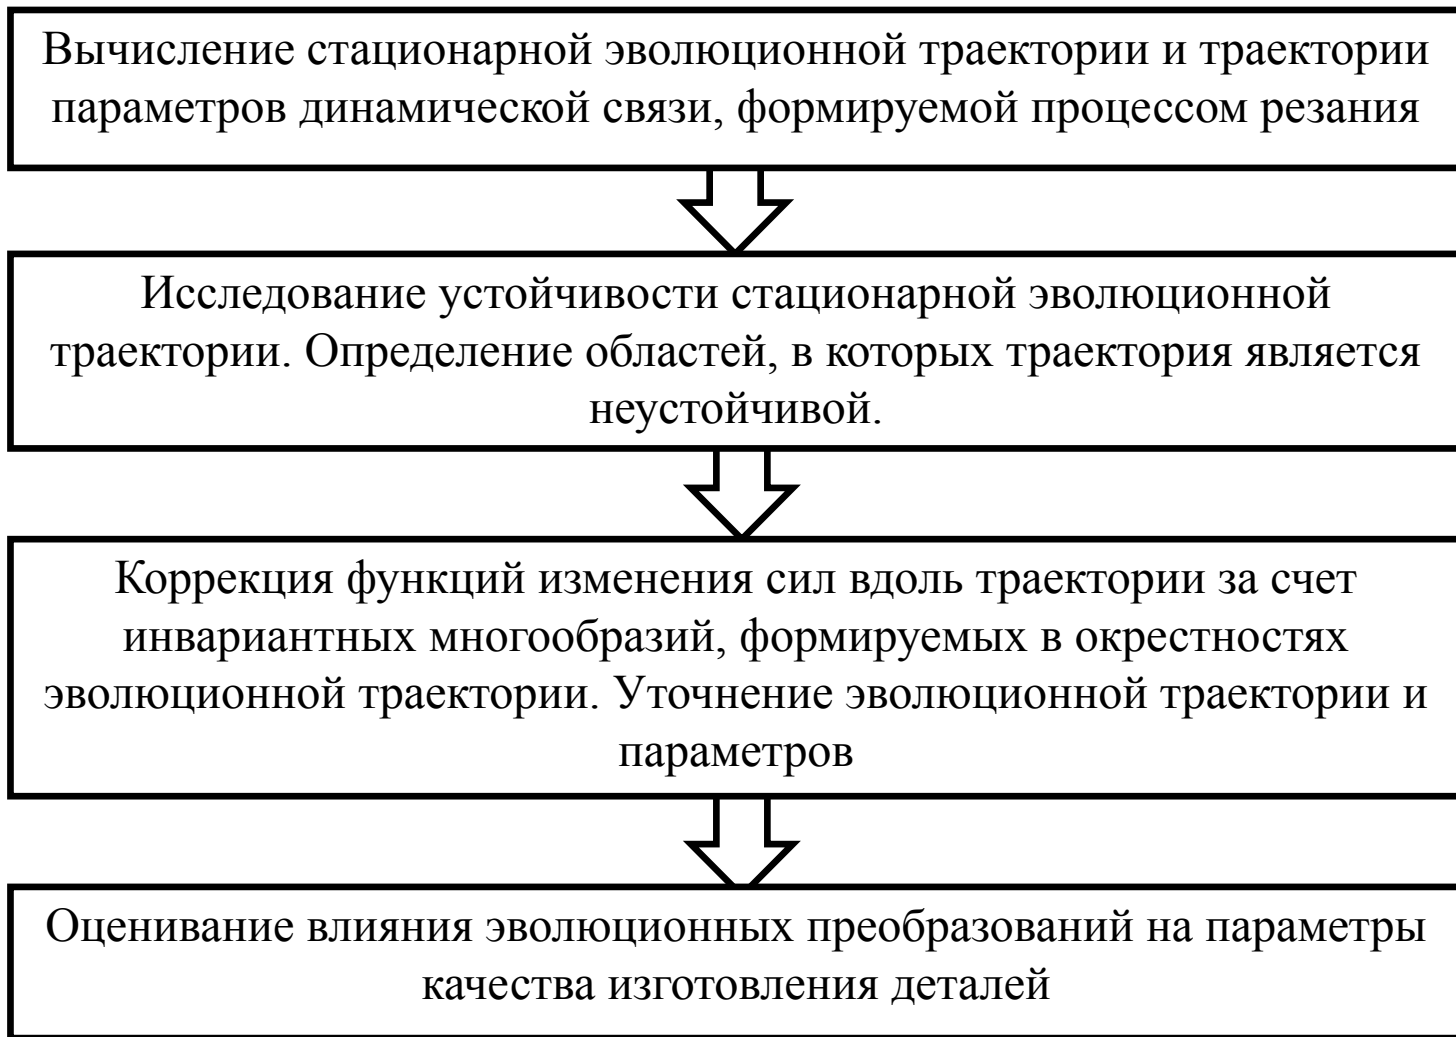 Вычисление стационарной эволюционной траектории и траектории
параметров динамической связи, формируемой процессом резания
Исследование устойчивости стационарной эволюционной
траектории. Определение областей, в которых траектория является
неустойчивой.
Коррекция функций изменения сил вдоль траектории за счет
инвариантных многообразий, формируемых в окрестностях
эволюционной траектории. Уточнение эволюционной траектории и
параметров
Оценивание влияния эволюционных преобразований на параметры
качества изготовления деталей